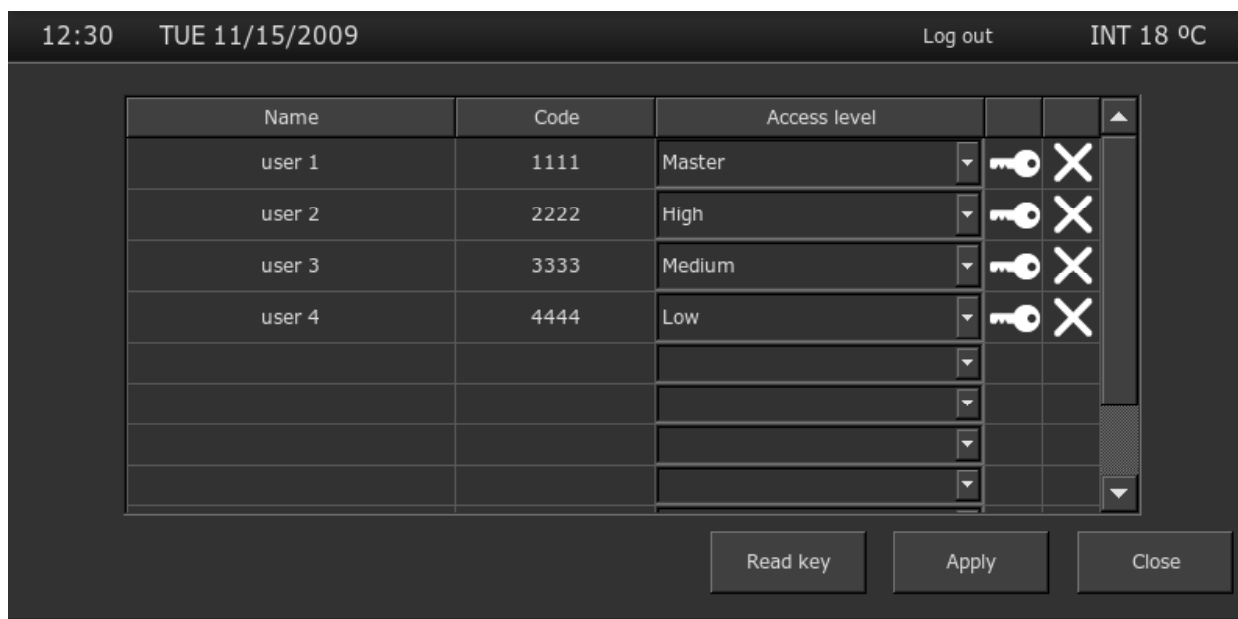 12:30 TUE 11/15/2009 Log out INT 18 ºC
Name Code Access level
user 1 1111 Master
user 2 2222 High
user 3 3333 Medium
user 4 4444 Low
Read key Apply Close